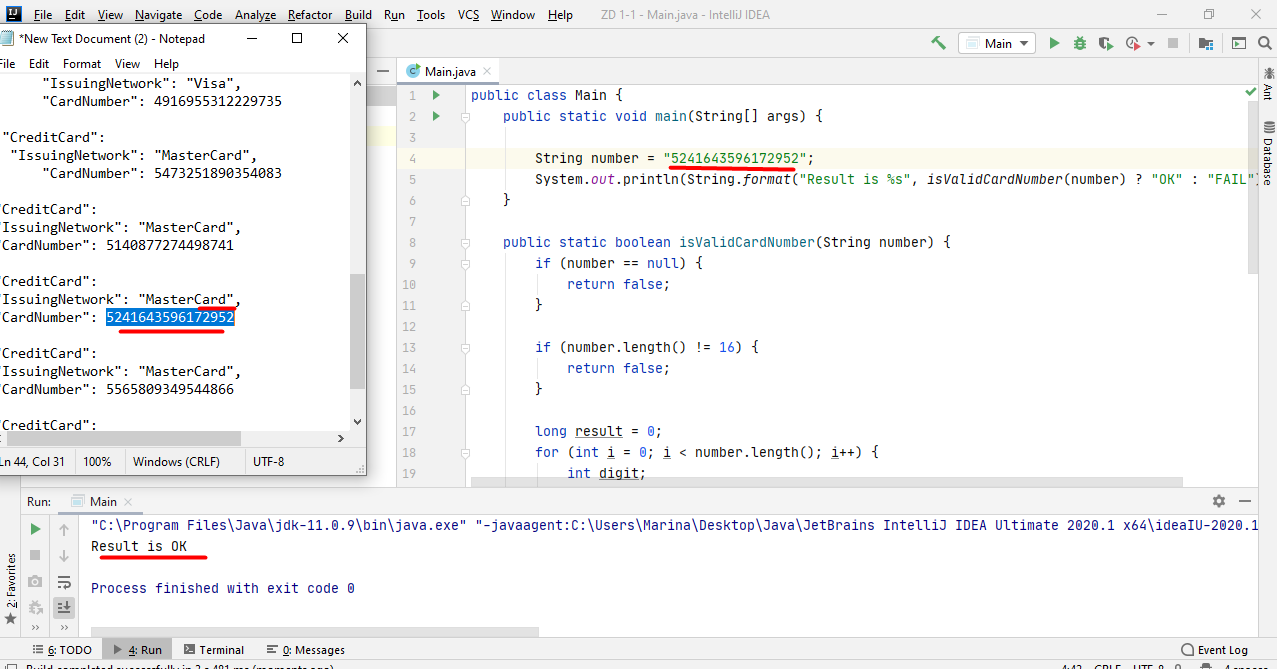 File Edit View Navigate Code Analyze Refactor Build Run Tools VCS Window Help ZD 1-1 - Main.java - IntelliJ IDEA
*New Text Document (2) - Notepad
File Edit Format View Help
"IssuingNetwork": "Visa",
"CardNumber": 4916955312229735
"CreditCard":
"IssuingNetwork": "MasterCard",
"CardNumber": 5473251890354083
"CreditCard":
"IssuingNetwork": "MasterCard",
"CardNumber": 5140877274498741
"CreditCard":
"IssuingNetwork": "MasterCard",
"CardNumber": 5241643596172952
"CreditCard":
"IssuingNetwork": "MasterCard",
"CardNumber": 5565809349544866
"CreditCard":
Ln 44, Col 31 100% Windows (CRLF) UTF-8
Main
Main.java
1 public class Main {
2 public static void main(String[] args) {
3
4 String number = "5241643596172952";
5 System.out.println(String.format("Result is %s", isValidCardNumber(number) ? "OK" : "FAIL")
6 }
7
8 public static boolean isValidCardNumber(String number) {
9 if (number == null) {
10 return false;
11 }
12
13 if (number.length() != 16) {
14 return false;
15 }
16
17 long result = 0;
18 for (int i = 0; i < number.length(); i++) {
19 int digit;
Ant
Database
Run: Main
"C:\Program Files\Java\jdk-11.0.9\bin\java.exe" "-javaagent:C:\Users\Marina\Desktop\Java\JetBrains IntelliJ IDEA Ultimate 2020.1 x64\ideaIU-2020.1
Result is OK
Process finished with exit code 0
2: Favorites
6: TODO 4: Run Terminal 0: Messages Event Log
Build completed successfully in 3 s 481 ms (moments ago) 4:43 CRLF UTF-8 4 spaces